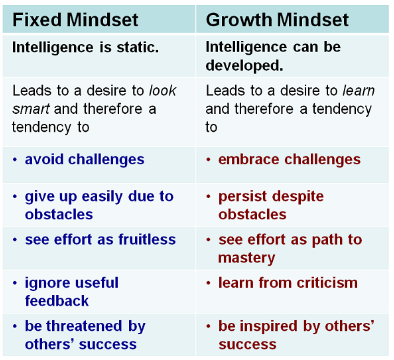 Fixed Mindset
Growth Mindset
Intelligence is static.
Intelligence can be
developed.
Leads to a desire to look
smart and therefore a
tendency to
Leads to a desire to learn
and therefore a tendency
to
• avoid challenges
• embrace challenges
• give up easily due to
obstacles
• persist despite
obstacles
• see effort as fruitless
• see effort as path to
mastery
• ignore useful
feedback
• learn from criticism
• be threatened by
others’ success
• be inspired by others’
success